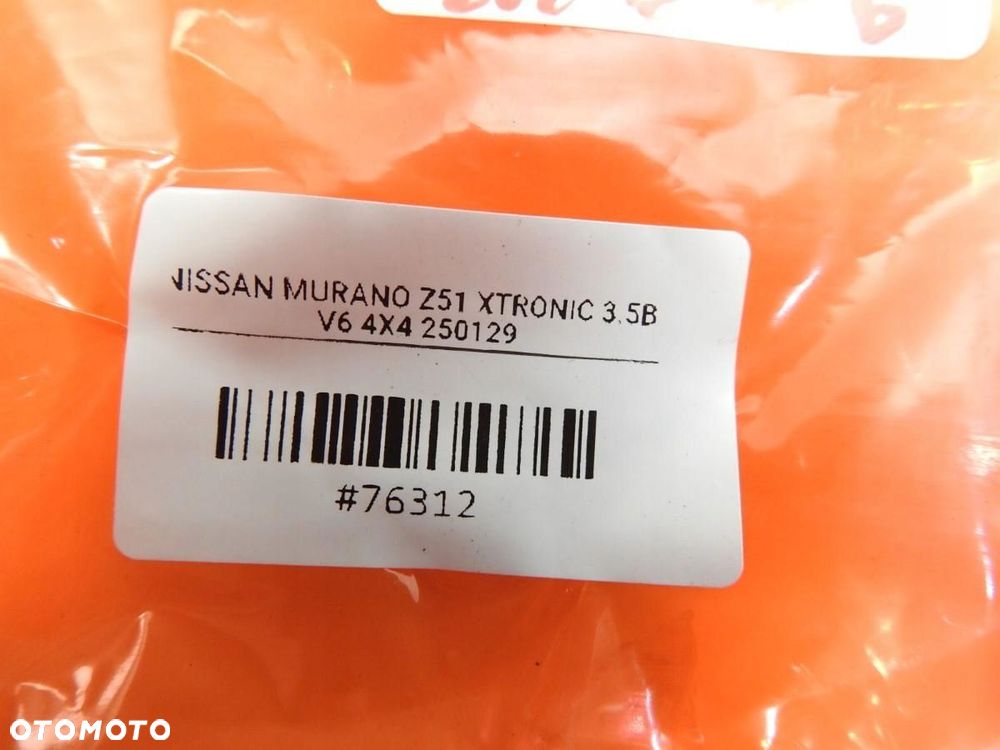 NISSAN MURANO Z51 XTRONIC 3.5B
V6 4X4 250129
#76312
OTOMOTO